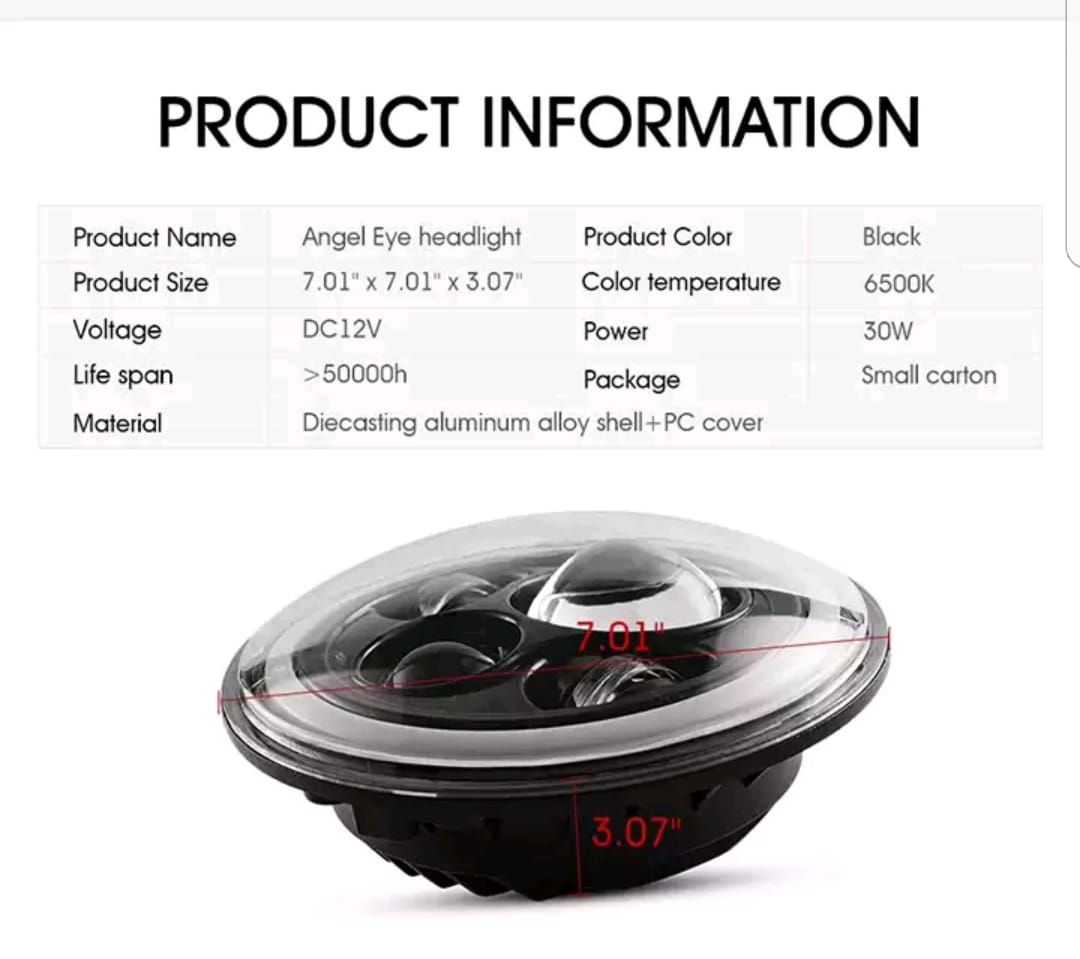 PRODUCT INFORMATION
Product Name Angel Eye headlight Product Color Black
Product Size 7.01" x 7.01" x 3.07" Color temperature 6500K
Voltage DC12V Power 30W
Life span >50000h Package Small carton
Material Diecasting aluminum alloy shell+PC cover
7.01"
3.07"